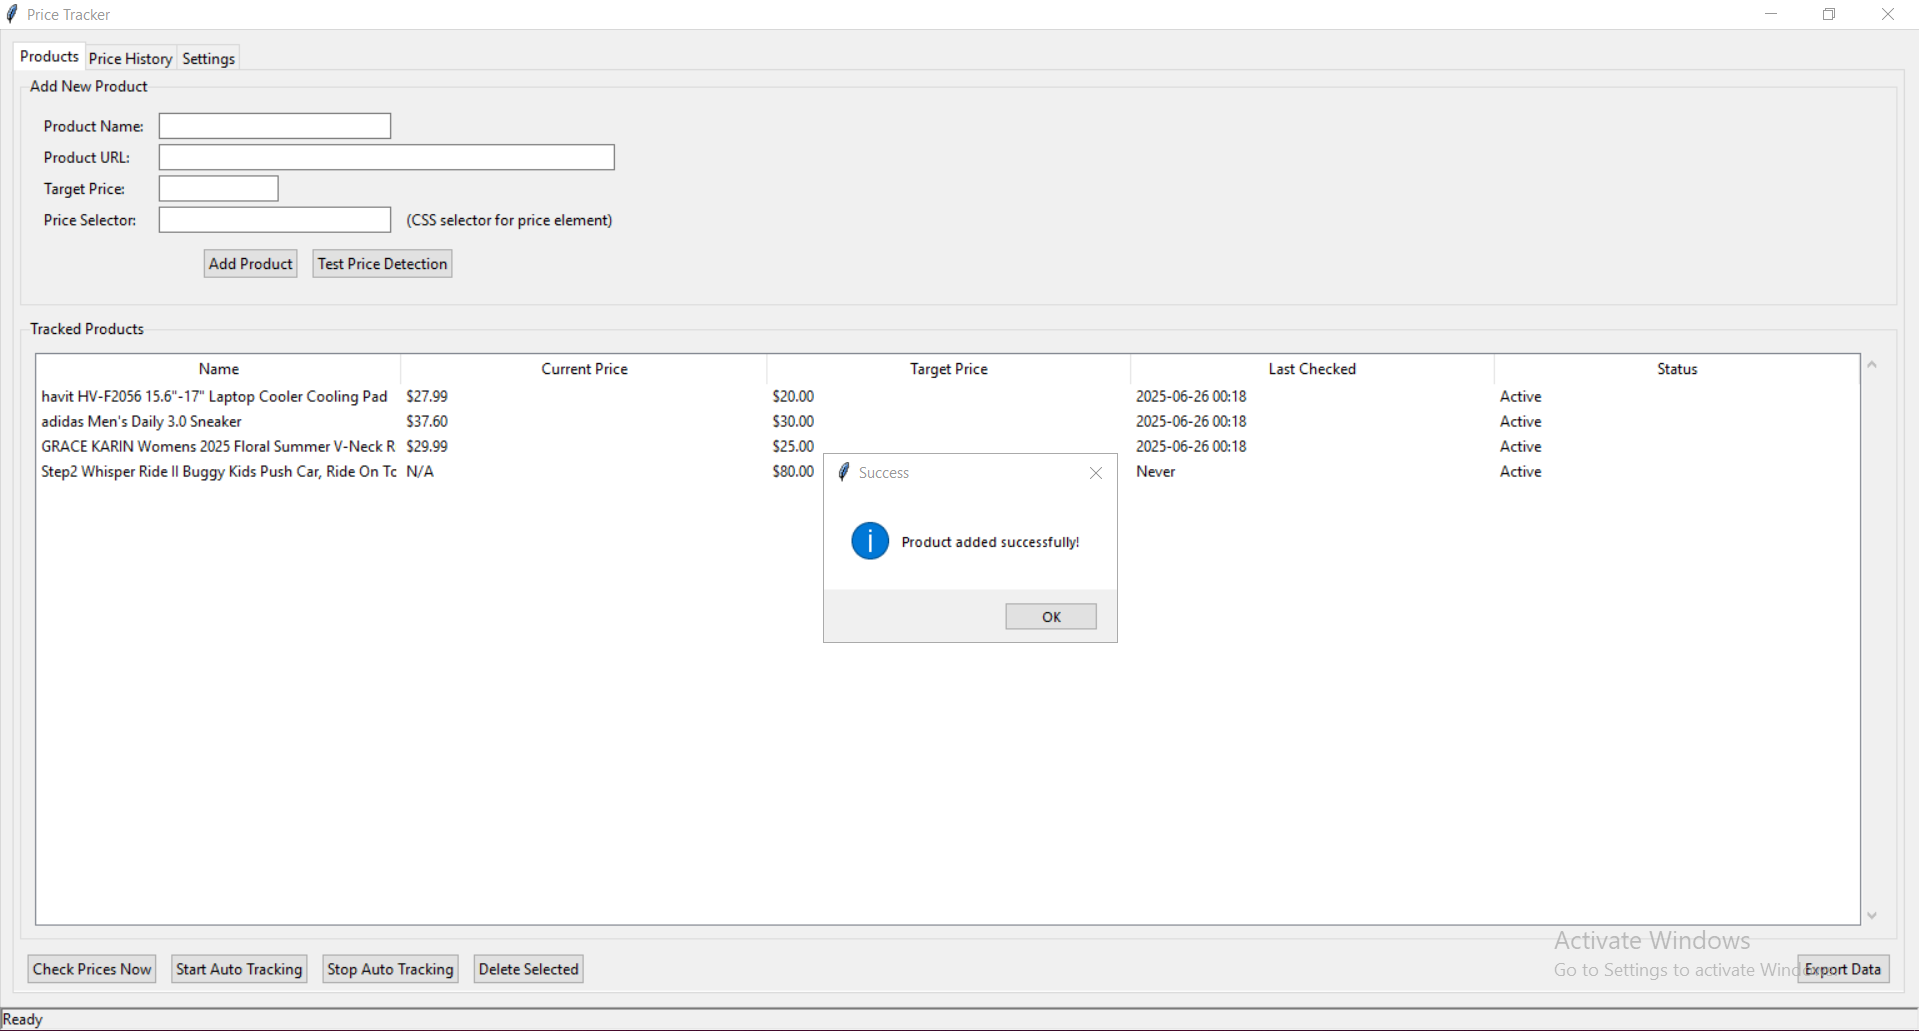 Price Tracker
Products Price History Settings
Add New Product
Product Name:
Product URL:
Target Price:
Price Selector: (CSS selector for price element)
Add Product Test Price Detection
Tracked Products
Name Current Price Target Price Last Checked Status
havit HV-F2056 15.6"-17" Laptop Cooler Cooling Pad $27.99 $20.00 2025-06-26 00:18 Active
adidas Men's Daily 3.0 Sneaker $37.60 $30.00 2025-06-26 00:18 Active
GRACE KARIN Womens 2025 Floral Summer V-Neck R $29.99 $25.00 2025-06-26 00:18 Active
Step2 Whisper Ride II Buggy Kids Push Car, Ride On Tc N/A $80.00 Never Active
Success
Product added successfully!
OK
Activate Windows
Go to Settings to activate
Check Prices Now Start Auto Tracking Stop Auto Tracking Delete Selected Export Data
Ready